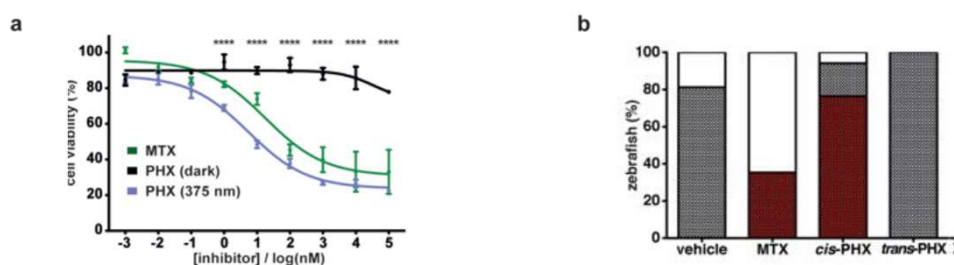 a
**** **** **** **** **** ****
100
80
60
40
20
0
cell viability (%)
MTX
PHX (dark)
PHX (375 nm)
-3 -2 -1 0 1 2 3 4 5
[inhibitor] / log(nM)
b
100
80
60
40
20
0
zebrafish (%)
vehicle MTX cis-PHX trans-PHX